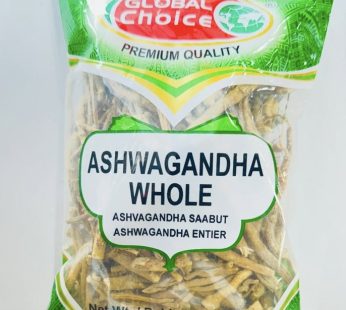 GLOBAL
Choice
®
PREMIUM QUALITY
ASHWAGANDHA
WHOLE
ASHVAGANDHA SAABUT
ASHWAGANDHA ENTIER